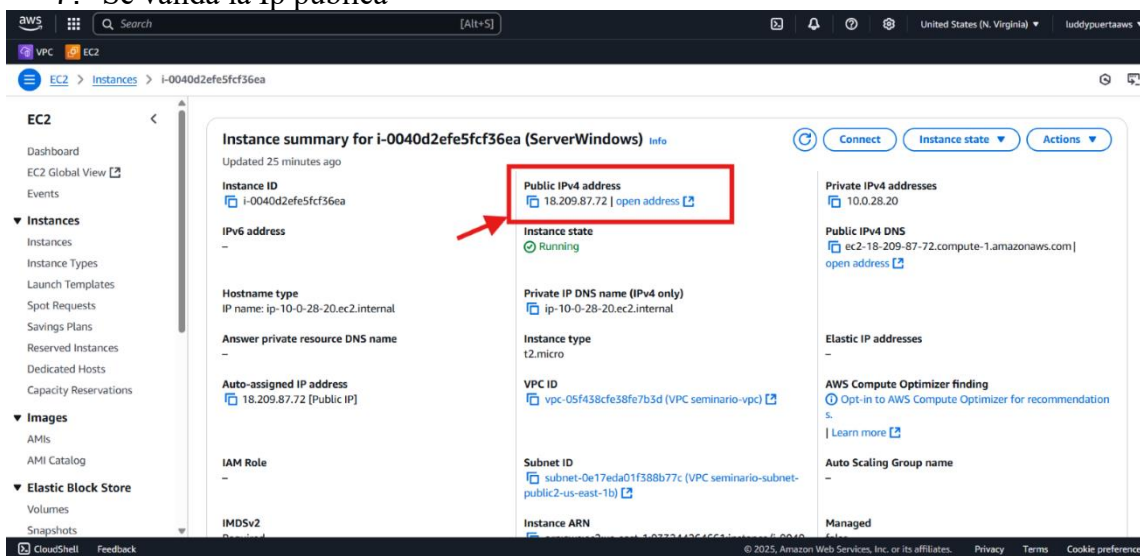 7. Se valida la Ip publica
aws
Search
[Alt+S]
United States (N. Virginia) ▼
luddypuertaaws
VPC
EC2
EC2 > Instances > i-0040d2efe5fcf36ea
EC2
Dashboard
EC2 Global View
Events
▼ Instances
Instances
Instance Types
Launch Templates
Spot Requests
Savings Plans
Reserved Instances
Dedicated Hosts
Capacity Reservations
▼ Images
AMIs
AMI Catalog
▼ Elastic Block Store
Volumes
Snapshots
Instance summary for i-0040d2efe5fcf36ea (ServerWindows) Info
Connect
Instance state ▼
Actions ▼
Updated 25 minutes ago
Instance ID
i-0040d2efe5fcf36ea
Public IPv4 address
18.209.87.72 | open address
Private IPv4 addresses
10.0.28.20
IPv6 address
–
Instance state
Running
Public IPv4 DNS
ec2-18-209-87-72.compute-1.amazonaws.com |
open address
Hostname type
IP name: ip-10-0-28-20.ec2.internal
Private IP DNS name (IPv4 only)
ip-10-0-28-20.ec2.internal
Answer private resource DNS name
–
Instance type
t2.micro
Elastic IP addresses
–
Auto-assigned IP address
18.209.87.72 [Public IP]
VPC ID
vpc-05f438cfe38fe7b3d (VPC seminario-vpc)
AWS Compute Optimizer finding
Opt-in to AWS Compute Optimizer for recommendation
s.
| Learn more
IAM Role
–
Subnet ID
subnet-0e17eda01f388b77c (VPC seminario-subnet-
public2-us-east-1b)
Auto Scaling Group name
–
IMDSv2
Required
Instance ARN
Managed
false
CloudShell
Feedback
© 2025, Amazon Web Services, Inc. or its affiliates.
Privacy
Terms
Cookie preference